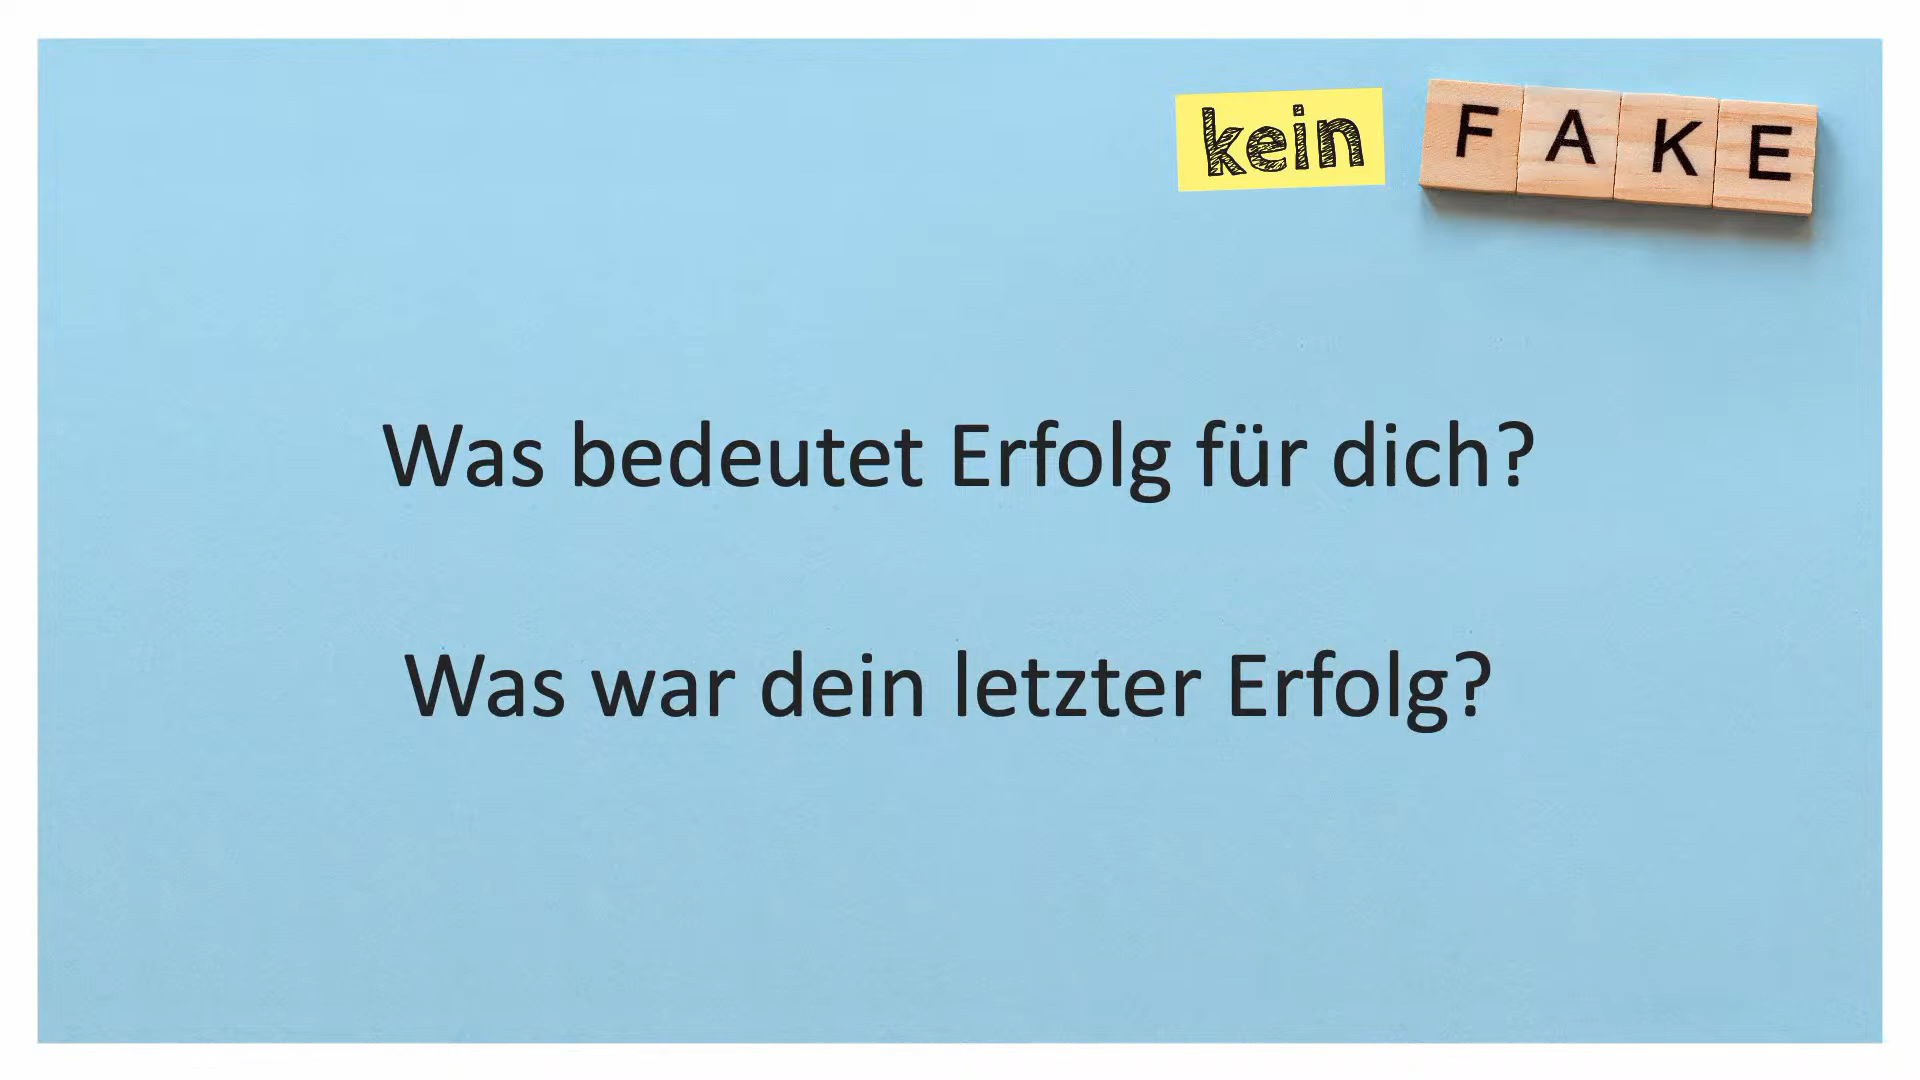 kein FAKE
Was bedeutet Erfolg für dich?
Was war dein letzter Erfolg?